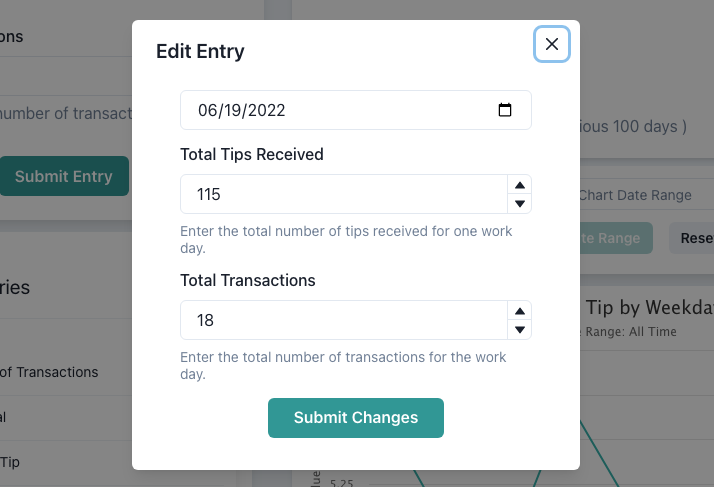 ons
Edit Entry
06/19/2022
number of transact
ious 100 days )
Total Tips Received
Submit Entry
115
Chart Date Range
Enter the total number of tips received for one work
day.
te Range
Rese
Total Transactions
ries
Tip by Weekda
18
Range: All Time
Enter the total number of transactions for the work
day.
of Transactions
al
Submit Changes
Tip
lue
5.25